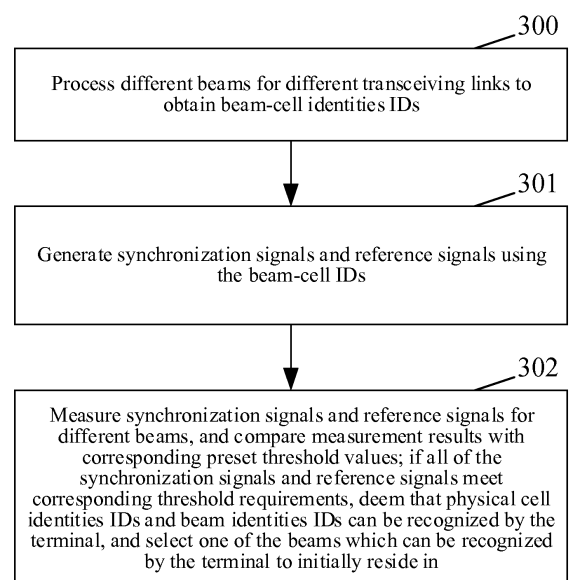 300
Process different beams for different transceiving links to
obtain beam-cell identities IDs
301
Generate synchronization signals and reference signals using
the beam-cell IDs
302
Measure synchronization signals and reference signals for
different beams, and compare measurement results with
corresponding preset threshold values; if all of the
synchronization signals and reference signals meet
corresponding threshold requirements, deem that physical cell
identities IDs and beam identities IDs can be recognized by the
terminal, and select one of the beams which can be recognized
by the terminal to initially reside in